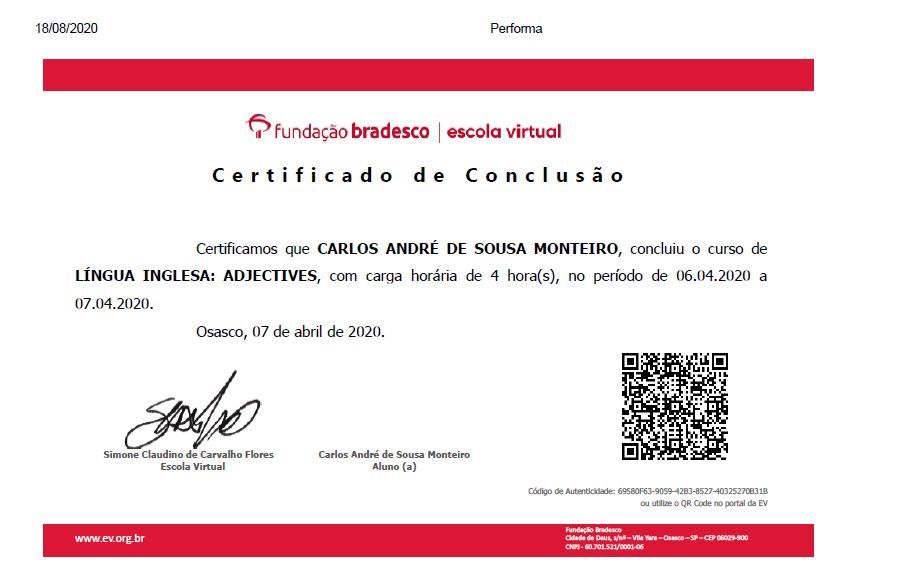 18/08/2020 Performa
fundação bradesco | escola virtual
Certificado de Conclusão
Certificamos que CARLOS ANDRÉ DE SOUSA MONTEIRO, concluiu o curso de
LÍNGUA INGLESA: ADJECTIVES, com carga horária de 4 hora(s), no período de 06.04.2020 a
07.04.2020.
Osasco, 07 de abril de 2020.
Simone Claudino de Carvalho Flores
Escola Virtual
Carlos André de Sousa Monteiro
Aluno (a)
Código de Autenticidade: 69580F63-9059-42B3-8527-40325270B31B
ou utilize o QR Code no portal da EV
www.ev.org.br
Fundação Bradesco
Cidade de Deus, s/nº – Vila Yara – Osasco – SP – CEP 06029-900
CNPJ - 60.701.521/0001-06